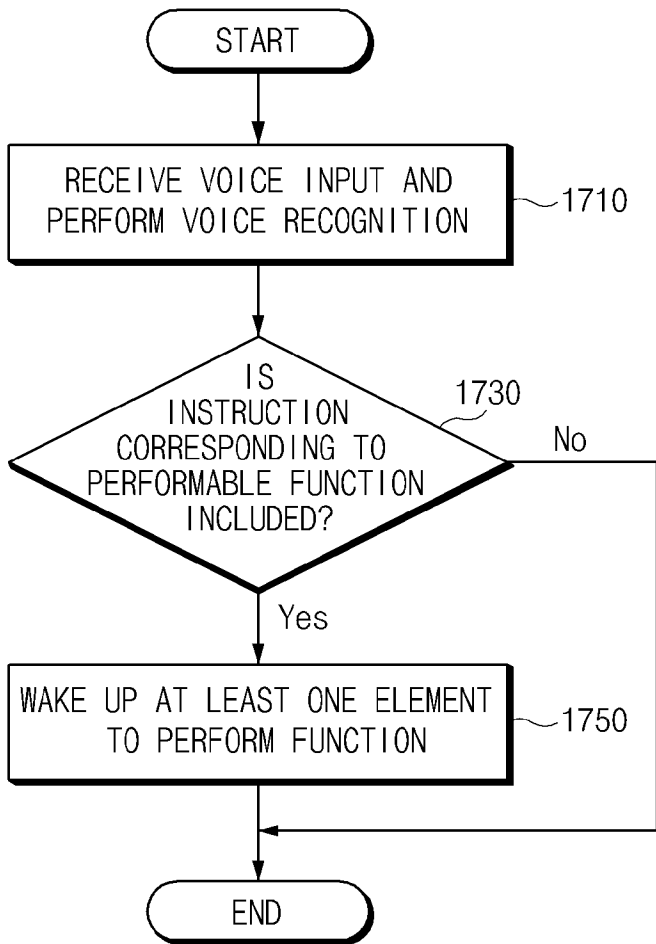 START
RECEIVE VOICE INPUT AND
PERFORM VOICE RECOGNITION
1710
IS
INSTRUCTION
CORRESPONDING TO
PERFORMABLE FUNCTION
INCLUDED?
1730
No
Yes
WAKE UP AT LEAST ONE ELEMENT
TO PERFORM FUNCTION
1750
END